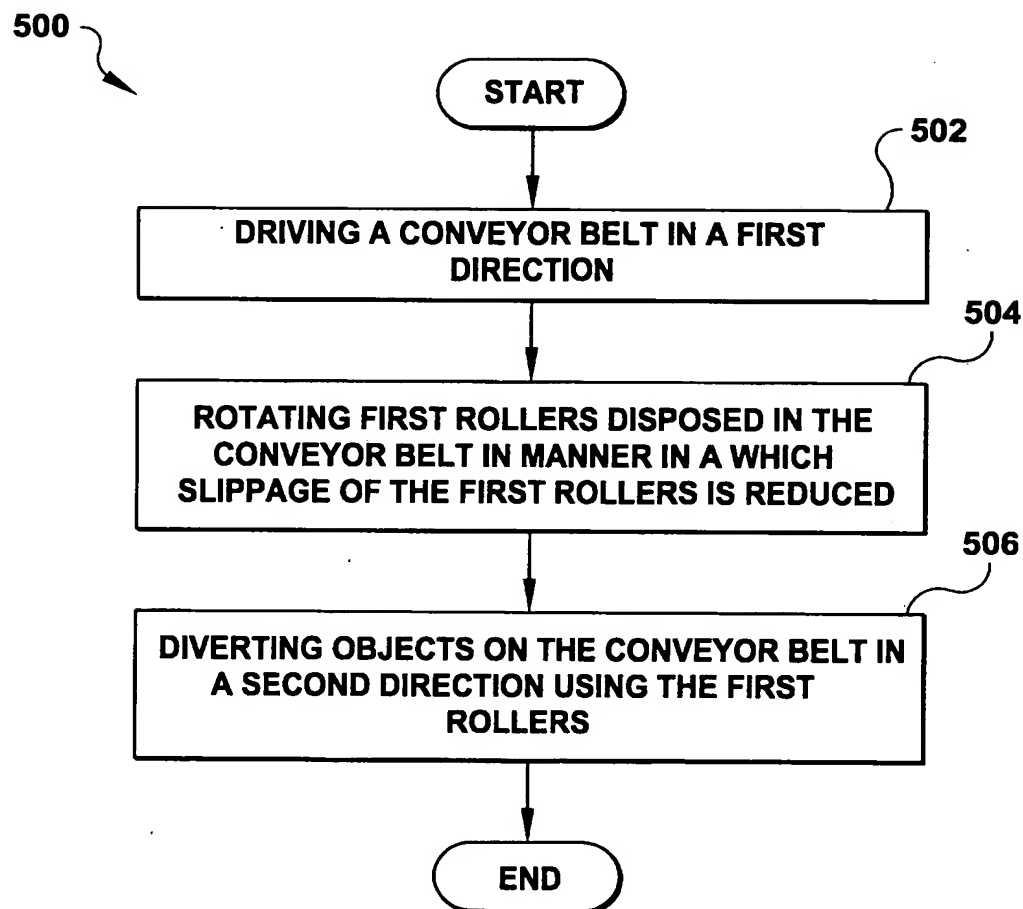 500
START
502
DRIVING A CONVEYOR BELT IN A FIRST
DIRECTION
504
ROTATING FIRST ROLLERS DISPOSED IN THE
CONVEYOR BELT IN MANNER IN A WHICH
SLIPPAGE OF THE FIRST ROLLERS IS REDUCED
506
DIVERTING OBJECTS ON THE CONVEYOR BELT IN
A SECOND DIRECTION USING THE FIRST
ROLLERS
END